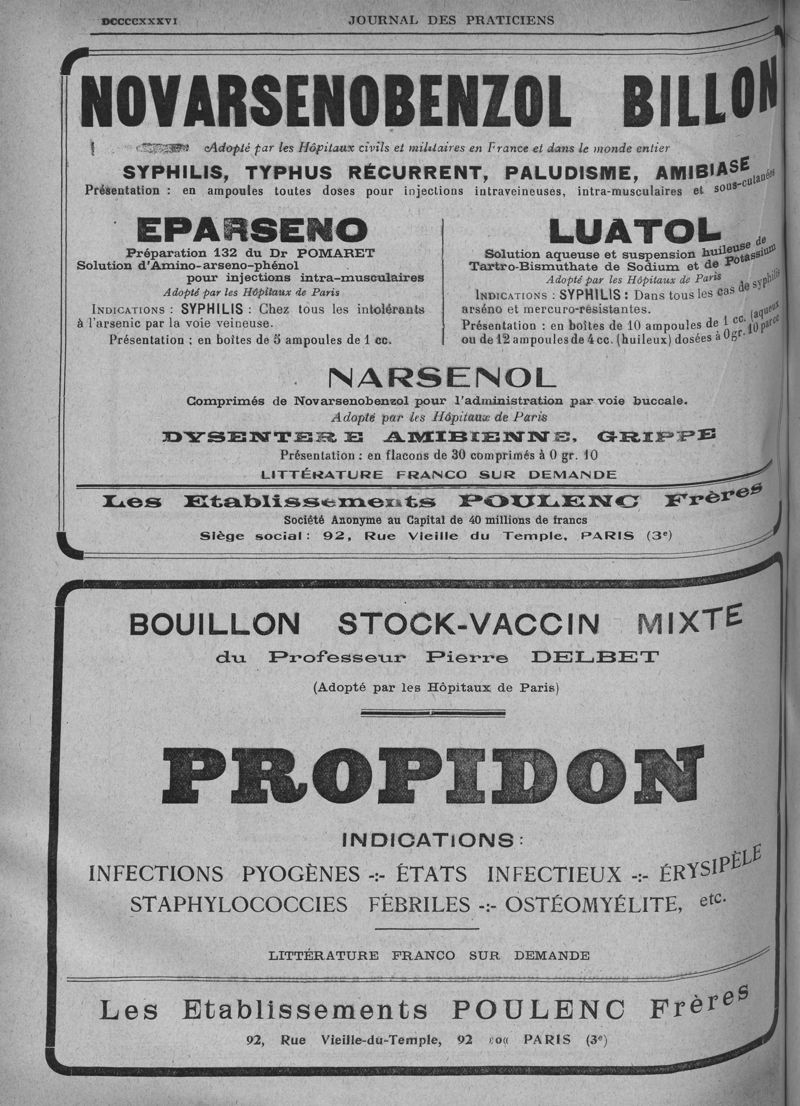 DCCCCXXXVI JOURNAL DES PRATICIENS
NOVARSENOBENZOL BILLON
Adopté par les Hôpitaux civils et militaires en France et dans le monde entier
SYPHILIS, TYPHUS RÉCURRENT, PALUDISME, AMIBIASE
Présentation : en ampoules toutes doses pour injections intraveineuses, intra-musculaires et sous-cutanées
EPARSENO
Préparation 132 du Dr POMARET
Solution d'Amino-arseno-phénol
pour injections intra-musculaires
Adopté par les Hôpitaux de Paris
INDICATIONS : SYPHILIS : Chez tous les intolérants
à l'arsenic par la voie veineuse.
Présentation : en boîtes de 5 ampoules de 1 cc.
LUATOL
Solution aqueuse et suspension huileuse de
Tartro-Bismuthate de Sodium et de Potassium
Adopté par les Hôpitaux de Paris
INDICATIONS : SYPHILIS : Dans tous les cas de syphilis
arséno et mercuro-résistantes.
Présentation : en boîtes de 10 ampoules de 1 cc. (aqueux
ou de 12 ampoules de 4 cc. (huileux) dosées à 0 gr. 10 par cc
NARSENOL
Comprimés de Novarsenobenzol pour l'administration par voie buccale.
Adopté par les Hôpitaux de Paris
DYSENTERIE AMIBIENNE, GRIPPE
Présentation : en flacons de 30 comprimés à 0 gr. 10
LITTÉRATURE FRANCO SUR DEMANDE
Les Etablissements POULENC Frères
Société Anonyme au Capital de 40 millions de francs
Siège social : 92, Rue Vieille du Temple, PARIS (3e)
BOUILLON STOCK-VACCIN MIXTE
du Professeur Pierre DELBET
(Adopté par les Hôpitaux de Paris)
PROPIDON
INDICATIONS :
INFECTIONS PYOGÈNES -:- ÉTATS INFECTIEUX -:- ÉRYSIPÈLE
STAPHYLOCOCCIES FÉBRILES -:- OSTÉOMYÉLITE, etc.
LITTÉRATURE FRANCO SUR DEMANDE
Les Etablissements POULENC Frères
92, Rue Vieille-du-Temple, 92 PARIS (3e)